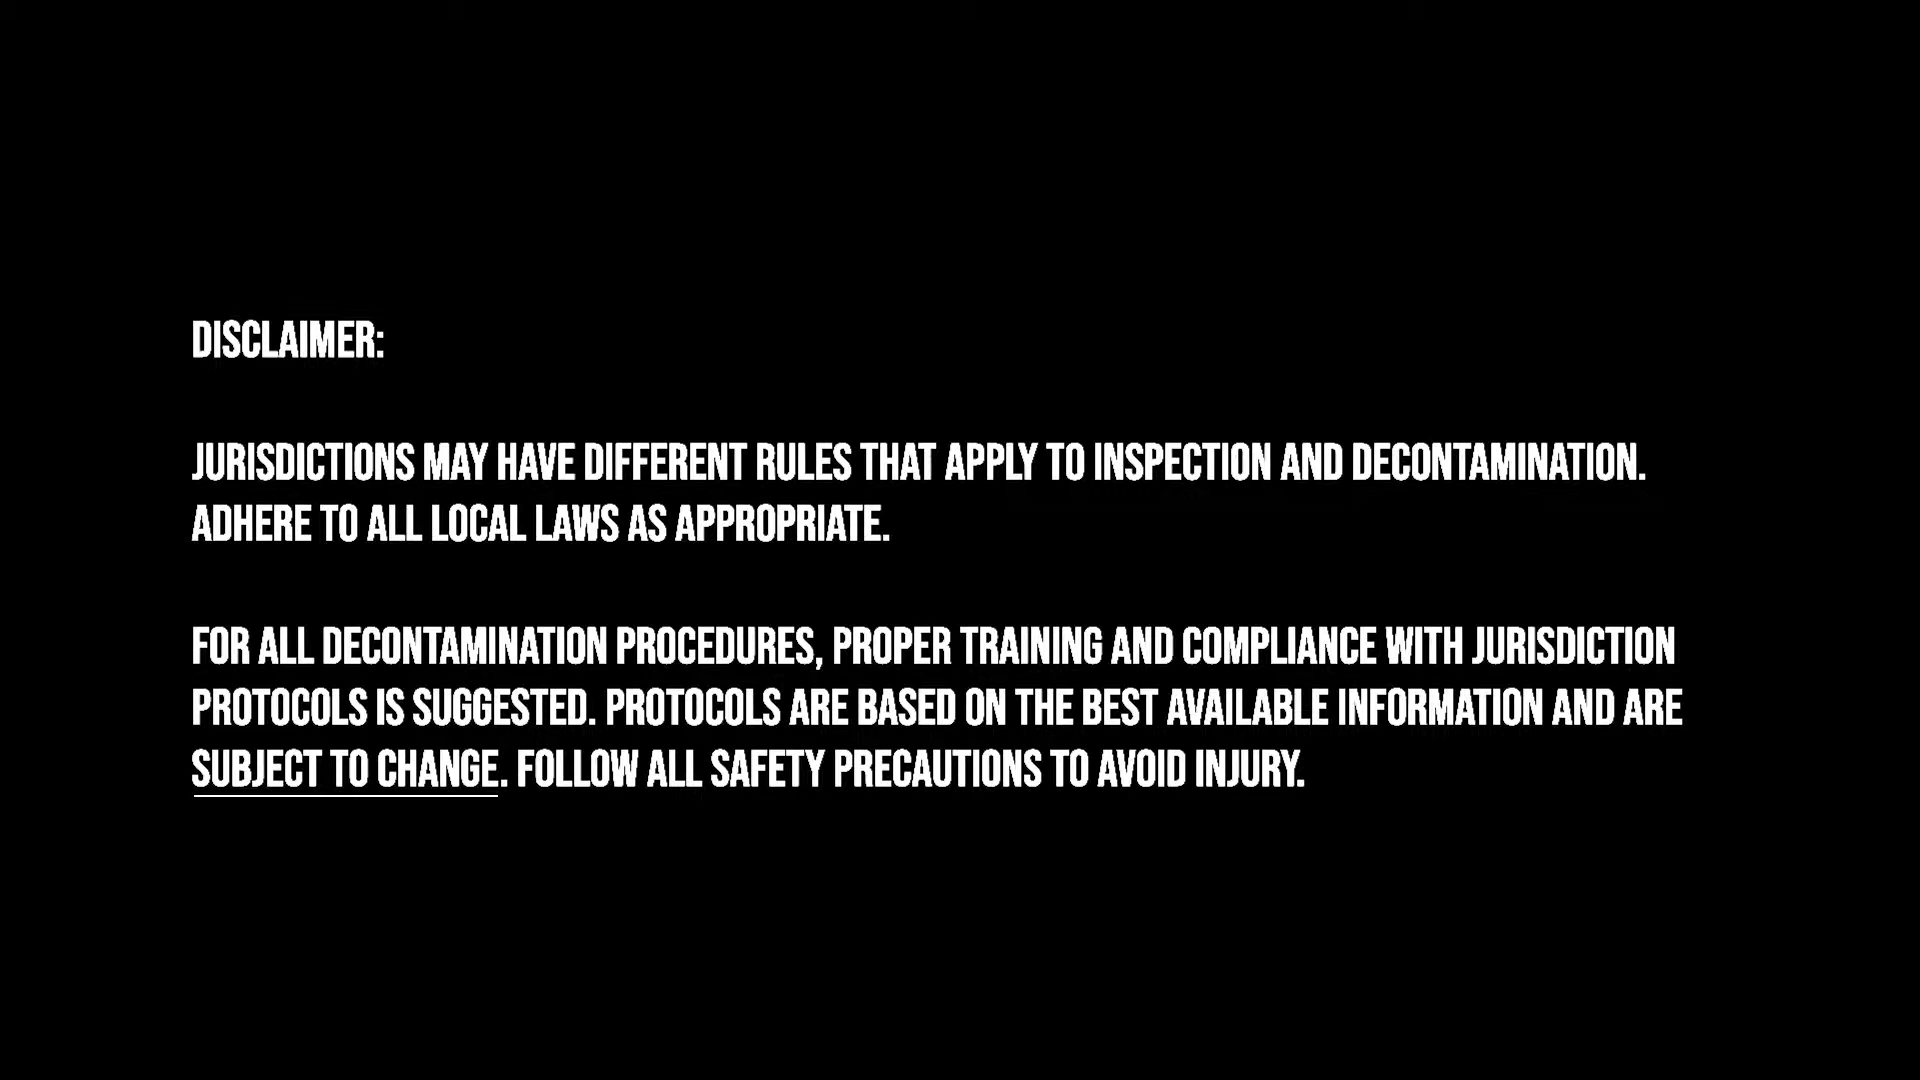 DISCLAIMER:
JURISDICTIONS MAY HAVE DIFFERENT RULES THAT APPLY TO INSPECTION AND DECONTAMINATION.
ADHERE TO ALL LOCAL LAWS AS APPROPRIATE.
FOR ALL DECONTAMINATION PROCEDURES, PROPER TRAINING AND COMPLIANCE WITH JURISDICTION
PROTOCOLS IS SUGGESTED. PROTOCOLS ARE BASED ON THE BEST AVAILABLE INFORMATION AND ARE
SUBJECT TO CHANGE. FOLLOW ALL SAFETY PRECAUTIONS TO AVOID INJURY.